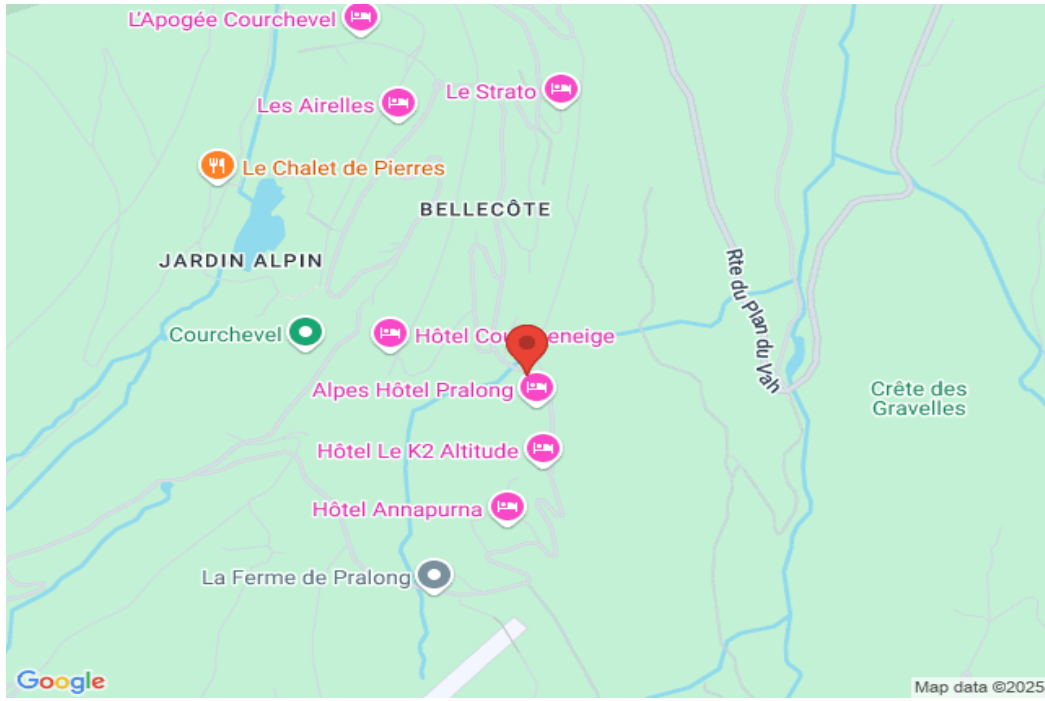 L'Apogée Courchevel
Le Strato
Les Airelles
Le Chalet de Pierres
BELLECÔTE
JARDIN ALPIN
Rte du Plan du Vah
Courchevel
Hôtel Cou eneige
Alpes Hôtel Pralong
Crête des
Gravelles
Hôtel Le K2 Altitude
Hôtel Annapurna
La Ferme de Pralong
Google
Map data ©2025